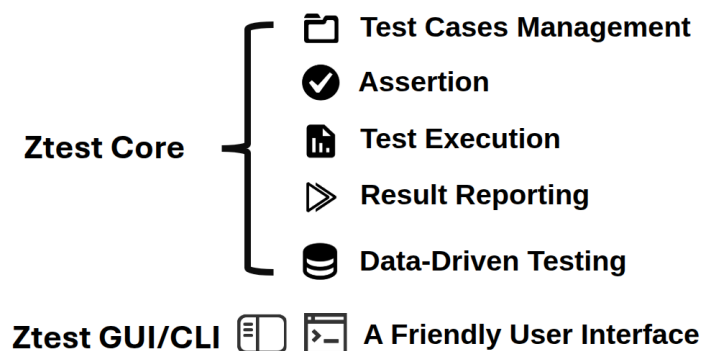 Test Cases Management
Assertion
Ztest Core
Test Execution
Result Reporting
Data-Driven Testing
Ztest GUI/CLI A Friendly User Interface